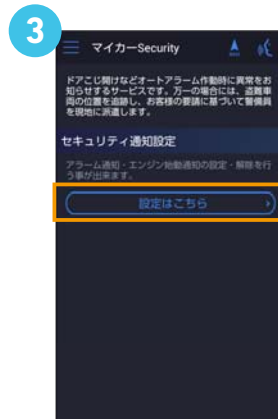 3
マイカーSecurity
ドアこじ開けなどオートアラーム作動時に異常をお
知らせするサービスです。万一の場合には、盗難車
両の位置を追跡し、お客様の要請に基づいて警備員
を現地に派遣します。
セキュリティ通知設定
アラーム通知・エンジン始動通知の設定・解除を行
う事が出来ます。
設定はこちら